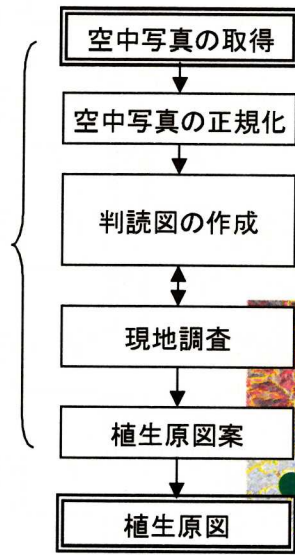 空中写真の取得
空中写真の正規化
判読図の作成
現地調査
植生原図案
植生原図